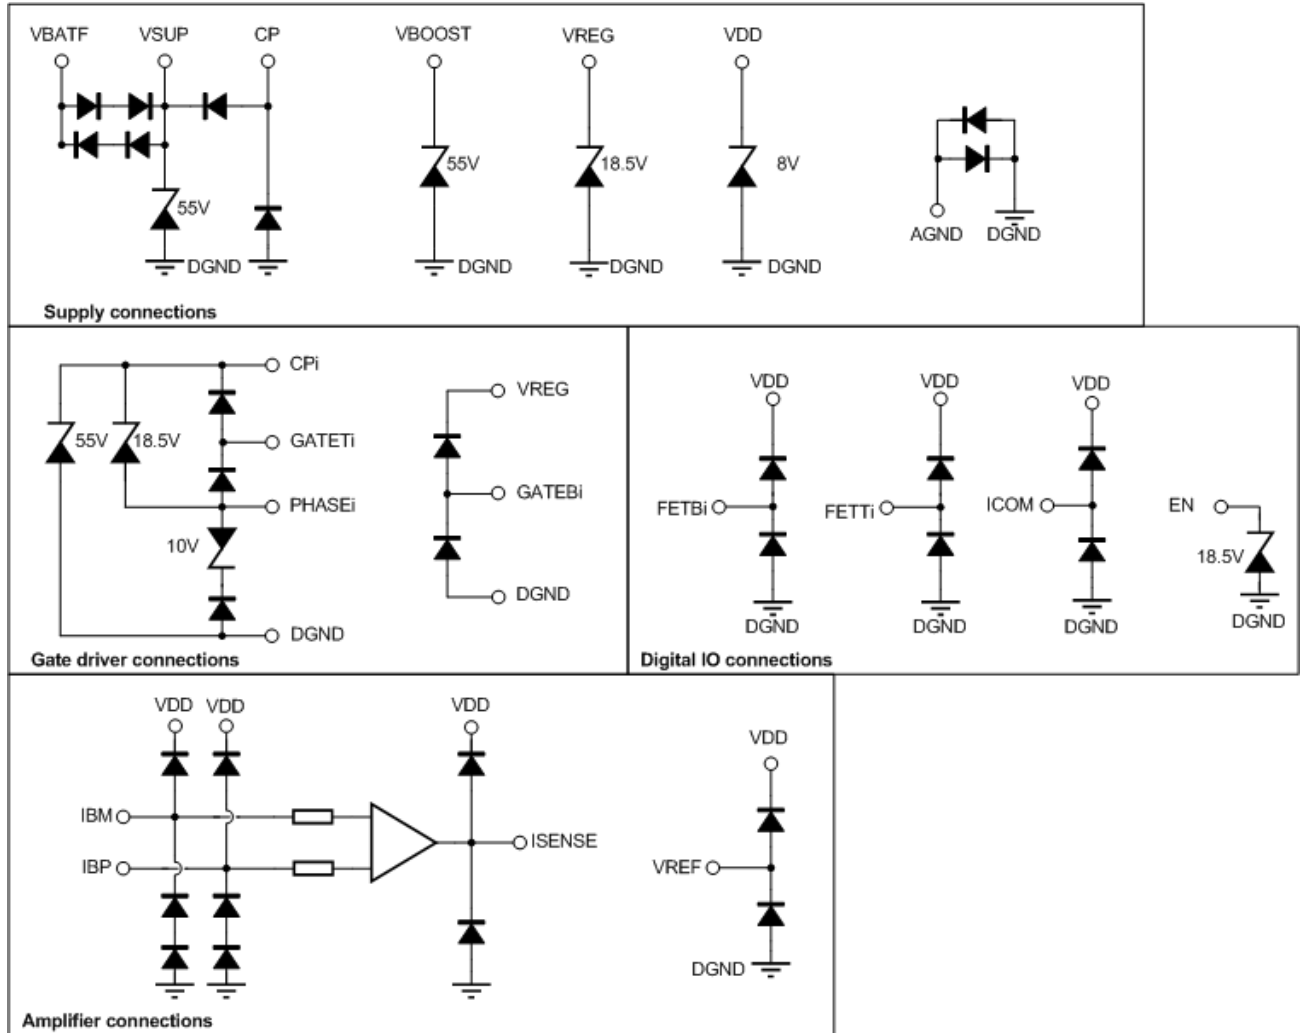 VBATF VSUP CP VBOOST VREG VDD
55V 55V 18.5V 8V
AGND DGND
DGND DGND DGND DGND
Supply connections
CPi
55V 18.5V GATETi
PHASEi
10V
DGND
VREG
GATEBi
DGND
Gate driver connections
VDD VDD VDD
FETBi FETTi ICOM EN
18.5V
DGND DGND DGND DGND
Digital IO connections
VDD VDD VDD
IBM
IBP
ISENSE
VDD
VREF
DGND
Amplifier connections